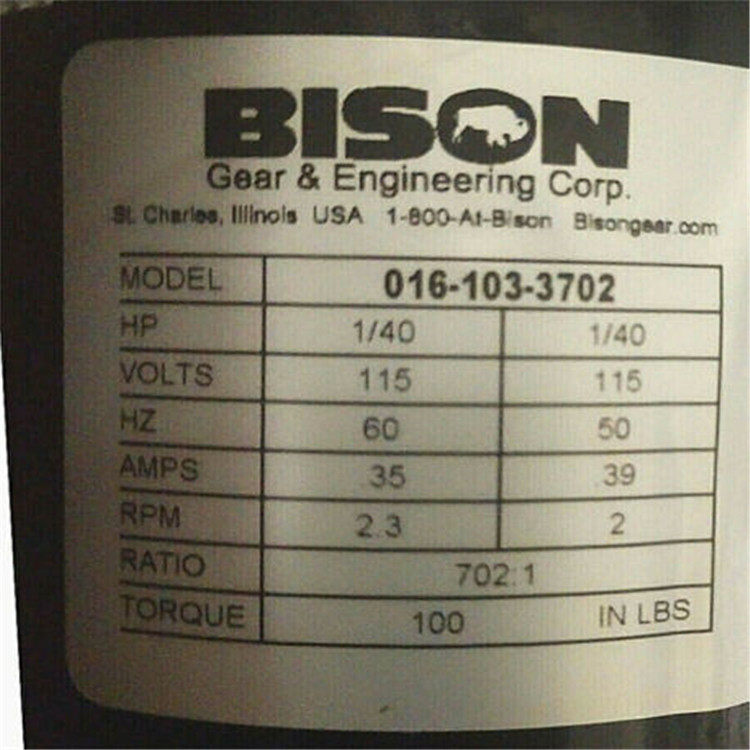 BISON
Gear & Engineering Corp.
St. Charles, Illinois USA 1-800-At-Bison Bisongear.com
MODEL 016-103-3702
HP 1/40 1/40
VOLTS 115 115
HZ 60 50
AMPS .35 .39
RPM 2.3 2
RATIO 702:1
TORQUE 100 IN LBS